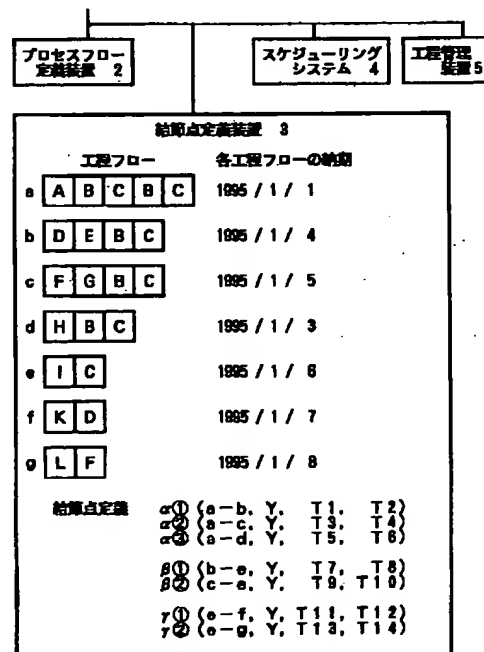 プロセスフロー
定義装置 2
スケジューリング
システム 4
工程管理
装置5
結節点定義装置 3
工程フロー 各工程フローの納期
a A B C B C 1995 / 1 / 1
b D E B C 1995 / 1 / 4
c F G B C 1995 / 1 / 5
d H B C 1995 / 1 / 3
e I C 1995 / 1 / 6
f K D 1995 / 1 / 7
g L F 1995 / 1 / 8
結節点定義 α① (a-b, Y, T1, T2)
α② (a-c, Y, T3, T4)
α③ (a-d, Y, T5, T6)
β① (b-e, Y, T7, T8)
β② (c-e, Y, T9, T10)
γ① (e-f, Y, T11, T12)
γ② (e-g, Y, T13, T14)